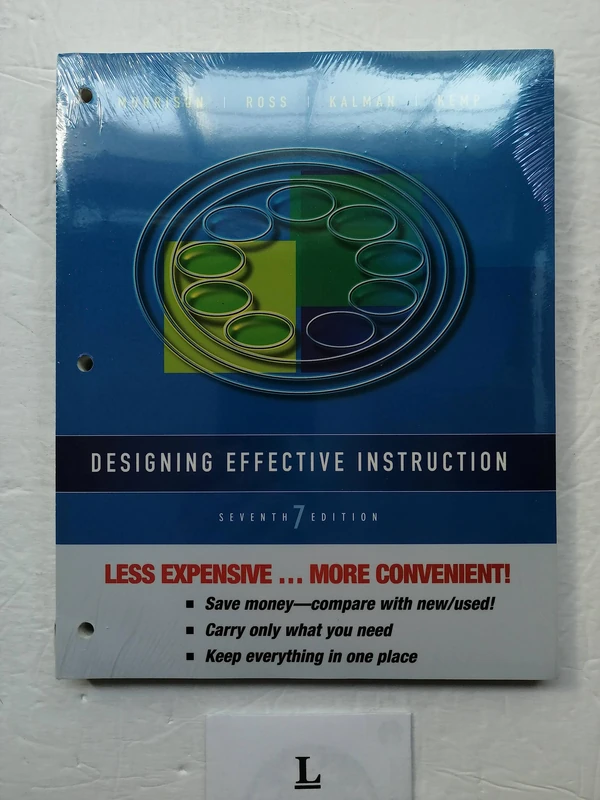 MORRISON | ROSS | KALMAN | KEMP
DESIGNING EFFECTIVE INSTRUCTION
SEVENTH 7 EDITION
LESS EXPENSIVE ... MORE CONVENIENT!
■ Save money—compare with new/used!
■ Carry only what you need
■ Keep everything in one place
L